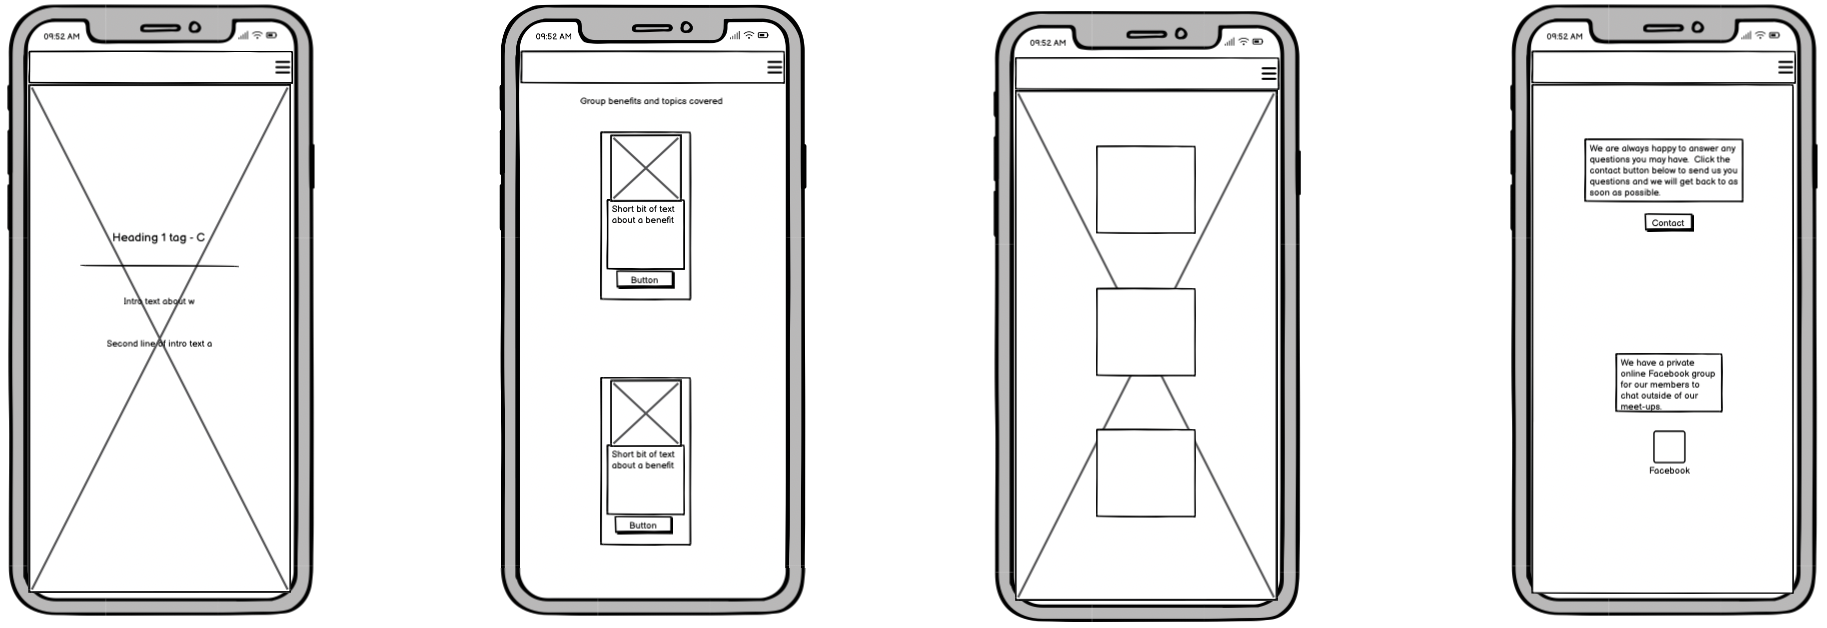 09:52 AM
Heading 1 tag - C
Intro text about w
Second line of intro text a
09:52 AM
Group benefits and topics covered
Short bit of text
about a benefit
Button
Short bit of text
about a benefit
Button
09:52 AM
09:52 AM
We are always happy to answer any
questions you may have. Click the
contact button below to send us you
questions and we will get back to as
soon as possible.
Contact
We have a private
online Facebook group
for our members to
chat outside of our
meet-ups.
Facebook